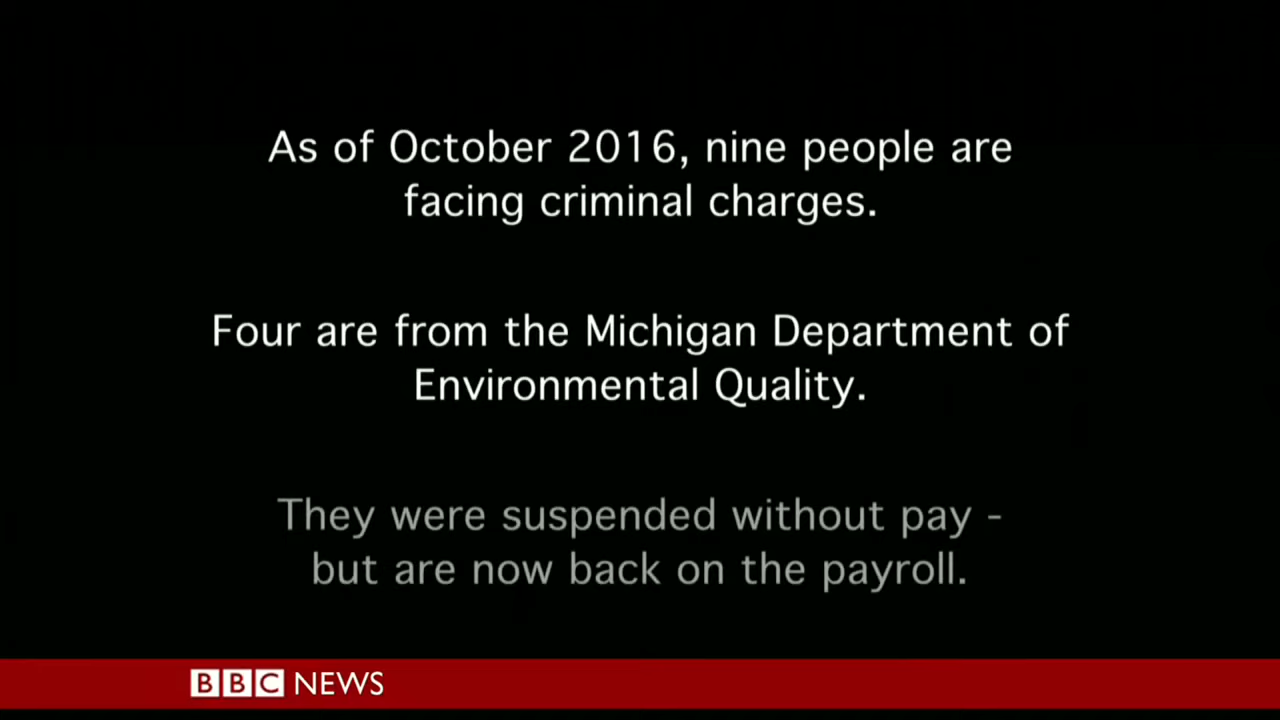 As of October 2016, nine people are
facing criminal charges.
Four are from the Michigan Department of
Environmental Quality.
They were suspended without pay -
but are now back on the payroll.
BBC NEWS